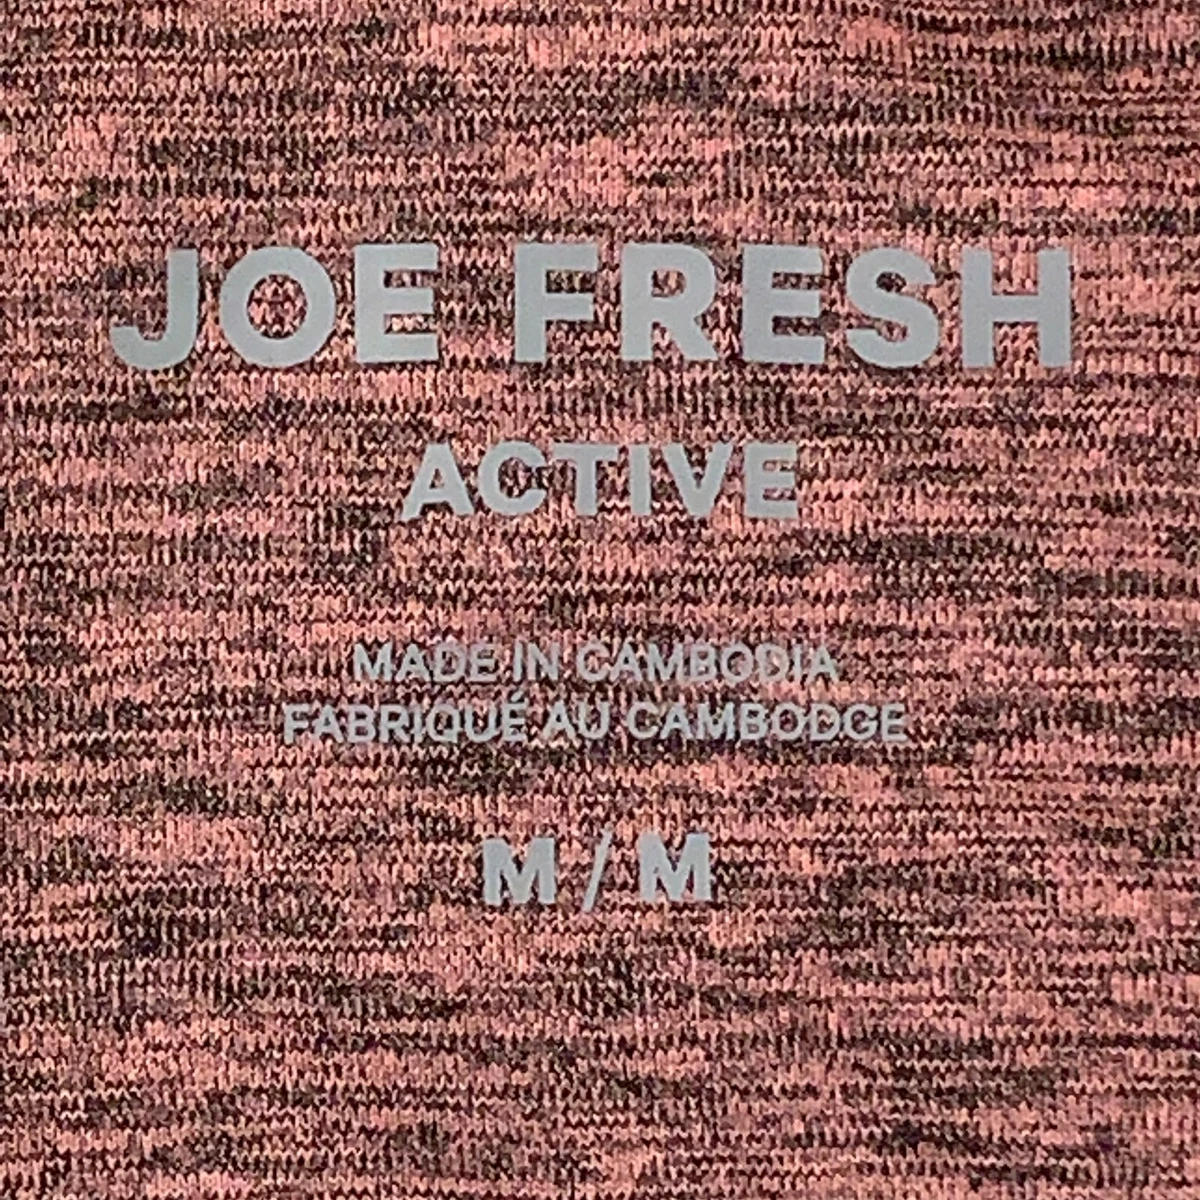 JOE FRESH
ACTIVE
MADE IN CAMBODIA
FABRIQUÉ AU CAMBODGE
M / M